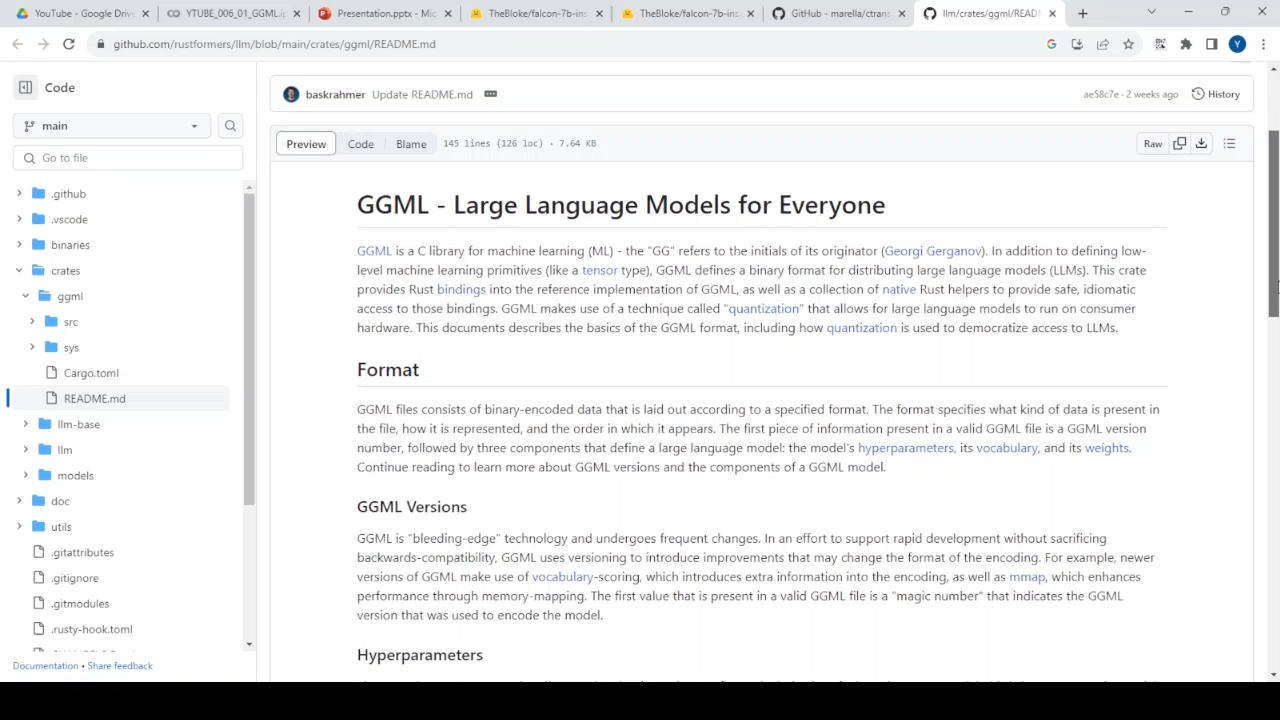 YouTube - Google Drive
YTUBE_006_01_GGML.ip
Presentation.pptx - Mic
TheBloke/falcon-7b-ins
TheBloke/falcon-7b-ins
GitHub - marella/ctrans
llm/crates/ggml/READM
github.com/rustformers/llm/blob/main/crates/ggml/README.md
Y
Code
main
Go to file
.github
.vscode
binaries
crates
ggml
src
sys
Cargo.toml
README.md
llm-base
llm
models
doc
utils
.gitattributes
.gitignore
.gitmodules
.rusty-hook.toml
Documentation • Share feedback
baskrahmer Update README.md
ae58c7e · 2 weeks ago History
Preview Code Blame 145 lines (126 loc) · 7.64 KB Raw
GGML - Large Language Models for Everyone
GGML is a C library for machine learning (ML) - the "GG" refers to the initials of its originator (Georgi Gerganov). In addition to defining low-
level machine learning primitives (like a tensor type), GGML defines a binary format for distributing large language models (LLMs). This crate
provides Rust bindings into the reference implementation of GGML, as well as a collection of native Rust helpers to provide safe, idiomatic
access to those bindings. GGML makes use of a technique called "quantization" that allows for large language models to run on consumer
hardware. This documents describes the basics of the GGML format, including how quantization is used to democratize access to LLMs.
Format
GGML files consists of binary-encoded data that is laid out according to a specified format. The format specifies what kind of data is present in
the file, how it is represented, and the order in which it appears. The first piece of information present in a valid GGML file is a GGML version
number, followed by three components that define a large language model: the model's hyperparameters, its vocabulary, and its weights.
Continue reading to learn more about GGML versions and the components of a GGML model.
GGML Versions
GGML is "bleeding-edge" technology and undergoes frequent changes. In an effort to support rapid development without sacrificing
backwards-compatibility, GGML uses versioning to introduce improvements that may change the format of the encoding. For example, newer
versions of GGML make use of vocabulary-scoring, which introduces extra information into the encoding, as well as mmap, which enhances
performance through memory-mapping. The first value that is present in a valid GGML file is a "magic number" that indicates the GGML
version that was used to encode the model.
Hyperparameters